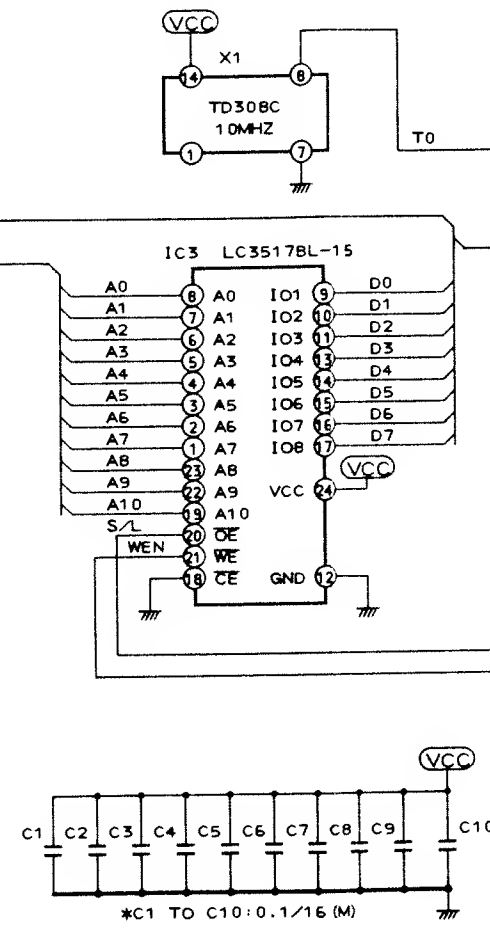 VCC
X1
14 8
TD308C
10MHZ
1 7
T0
IC3 LC3517BL-15
A0 8 A0 IO1 9 D0
A1 7 A1 IO2 10 D1
A2 6 A2 IO3 11 D2
A3 5 A3 IO4 13 D3
A4 4 A4 IO5 14 D4
A5 3 A5 IO6 15 D5
A6 2 A6 IO7 16 D6
A7 1 A7 IO8 17 D7
A8 23 A8 VCC
A9 22 A9 VCC 24
A10 19 A10
S/L 20 OE
WEN 21 WE
18 CE GND 12
VCC
C1 C2 C3 C4 C5 C6 C7 C8 C9 C10
*C1 TO C10:0.1/16(M)